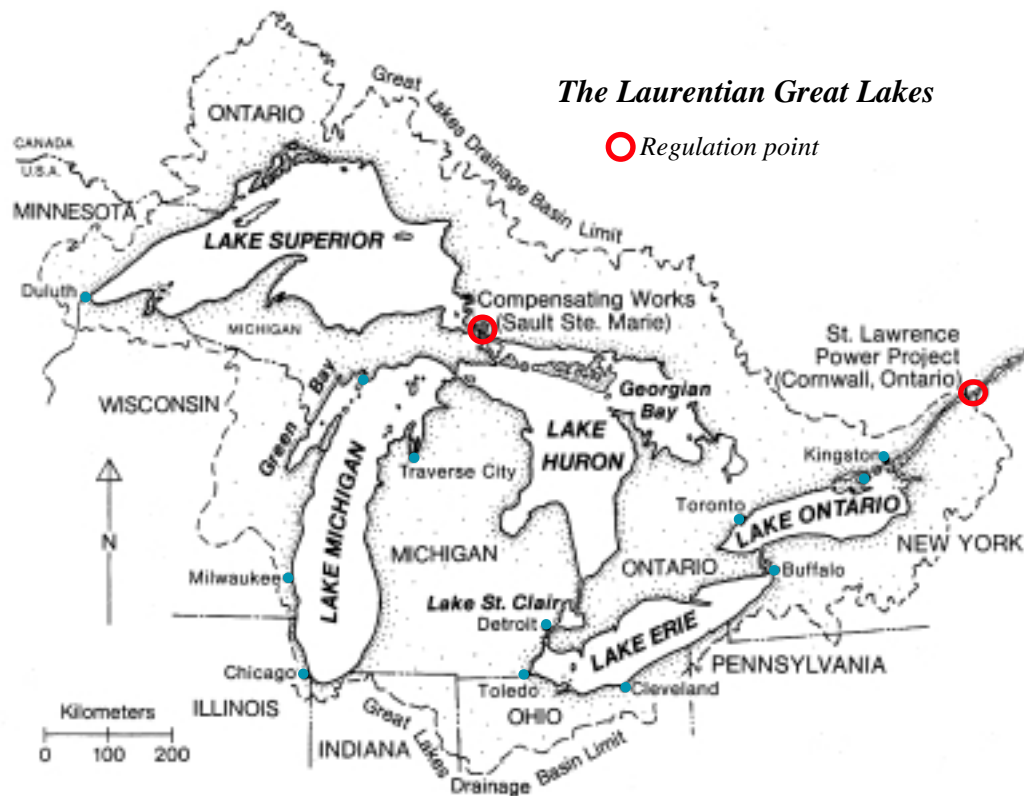 The Laurentian Great Lakes
Regulation point
Great Lakes Drainage Basin Limit
ONTARIO
CANADA
U.S.A.
MINNESOTA
LAKE SUPERIOR
Duluth
MICHIGAN
Compensating Works
(Sault Ste. Marie)
St. Lawrence
Power Project
(Cornwall, Ontario)
WISCONSIN
Green Bay
Georgian
Bay
LAKE
HURON
Traverse City
Kingston
Toronto
LAKE ONTARIO
NEW YORK
N
LAKE MICHIGAN
MICHIGAN
ONTARIO
Buffalo
Milwaukee
Lake St. Clair
Detroit
LAKE ERIE
PENNSYLVANIA
Chicago
Toledo
Cleveland
ILLINOIS
OHIO
INDIANA
Great Lakes
Drainage Basin Limit
Kilometers
0 100 200